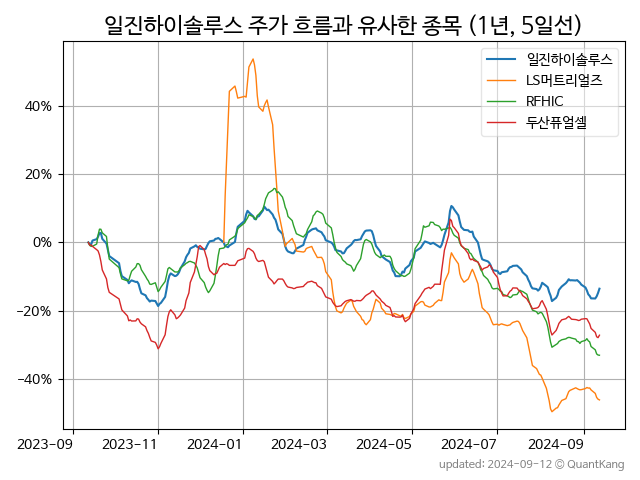 일진하이솔루스 주가 흐름과 유사한 종목 (1년, 5일선)
일진하이솔루스
LS머트리얼즈
RFHIC
두산퓨얼셀
40%
20%
0%
−20%
−40%
2023-09
2023-11
2024-01
2024-03
2024-05
2024-07
2024-09
updated: 2024-09-12 © QuantKang